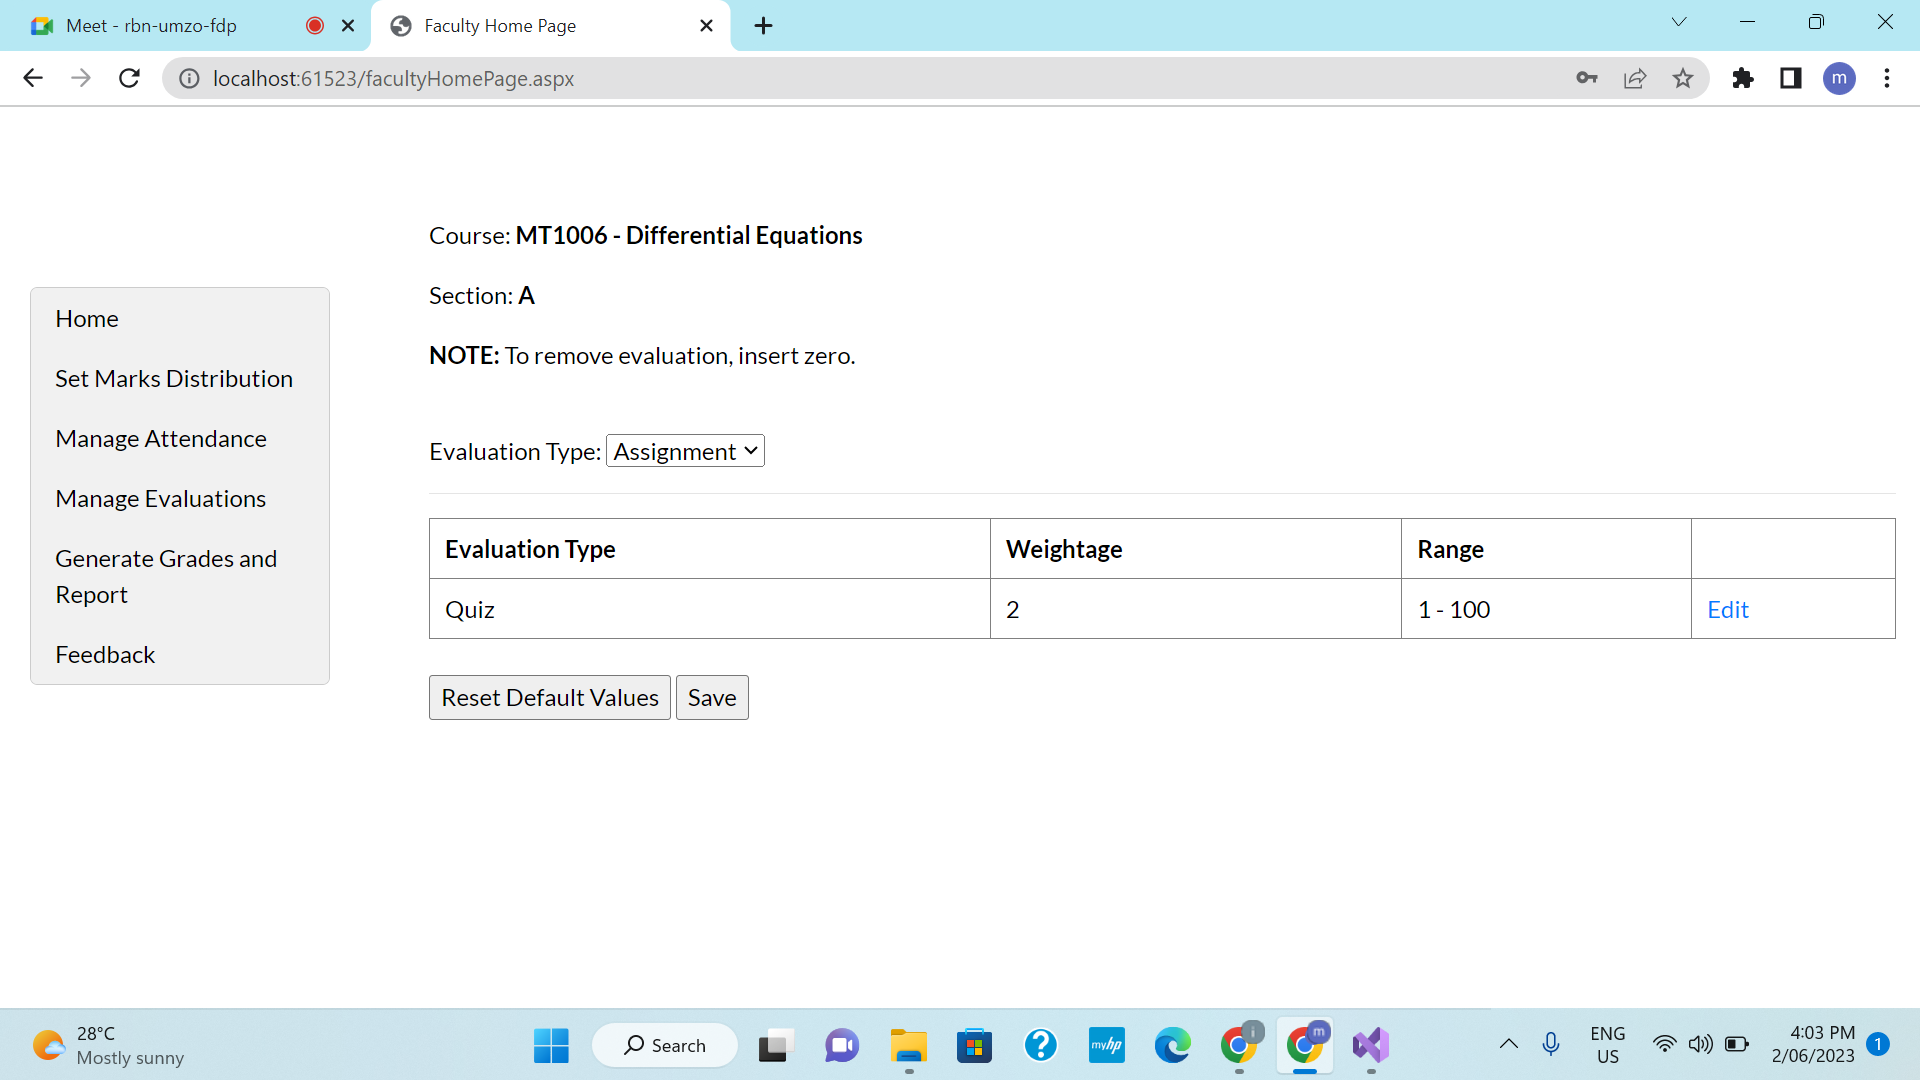 Meet - rbn-umzo-fdp
Faculty Home Page
localhost:61523/facultyHomePage.aspx
m
Course: MT1006 - Differential Equations
Section: A
NOTE: To remove evaluation, insert zero.
Home
Set Marks Distribution
Manage Attendance
Manage Evaluations
Generate Grades and
Report
Feedback
Evaluation Type: Assignment
Evaluation Type Weightage Range
Quiz 2 1 - 100 Edit
Reset Default Values Save
28°C
Mostly sunny
Search
myhp
i
m
ENG
US
4:03 PM
2/06/2023
1